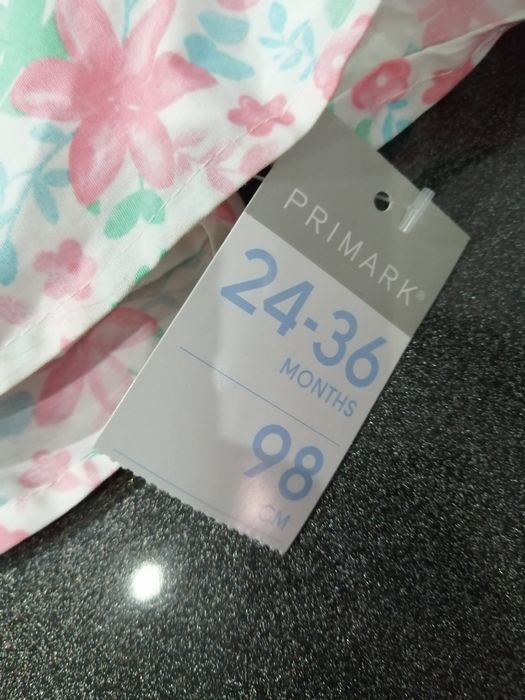 PRIMARK®
24-36
MONTHS
98
CM